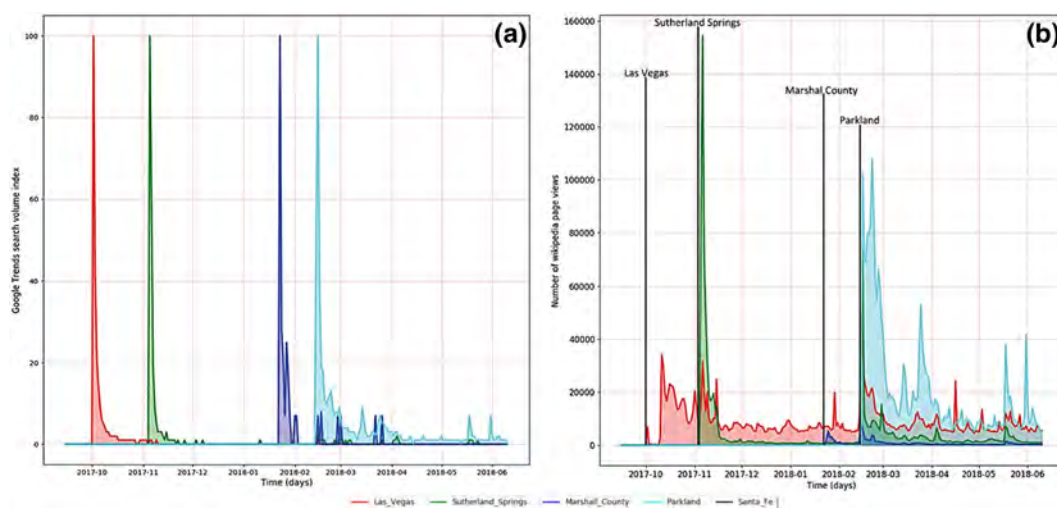 (a)
100
80
60
40
20
0
Google Trends search volume index
2017-10
2017-11
2017-12
2018-01
2018-02
2018-03
2018-04
2018-05
2018-06
Time (days)
(b)
160000
140000
120000
100000
80000
60000
40000
20000
0
Number of wikipedia page views
Las Vegas
Sutherland Springs
Marshal County
Parkland
2017-10
2017-11
2017-12
2018-01
2018-02
2018-03
2018-04
2018-05
2018-06
Time (days)
Las_Vegas
Sutherland_Springs
Marshall_County
Parkland
Santa_Fe